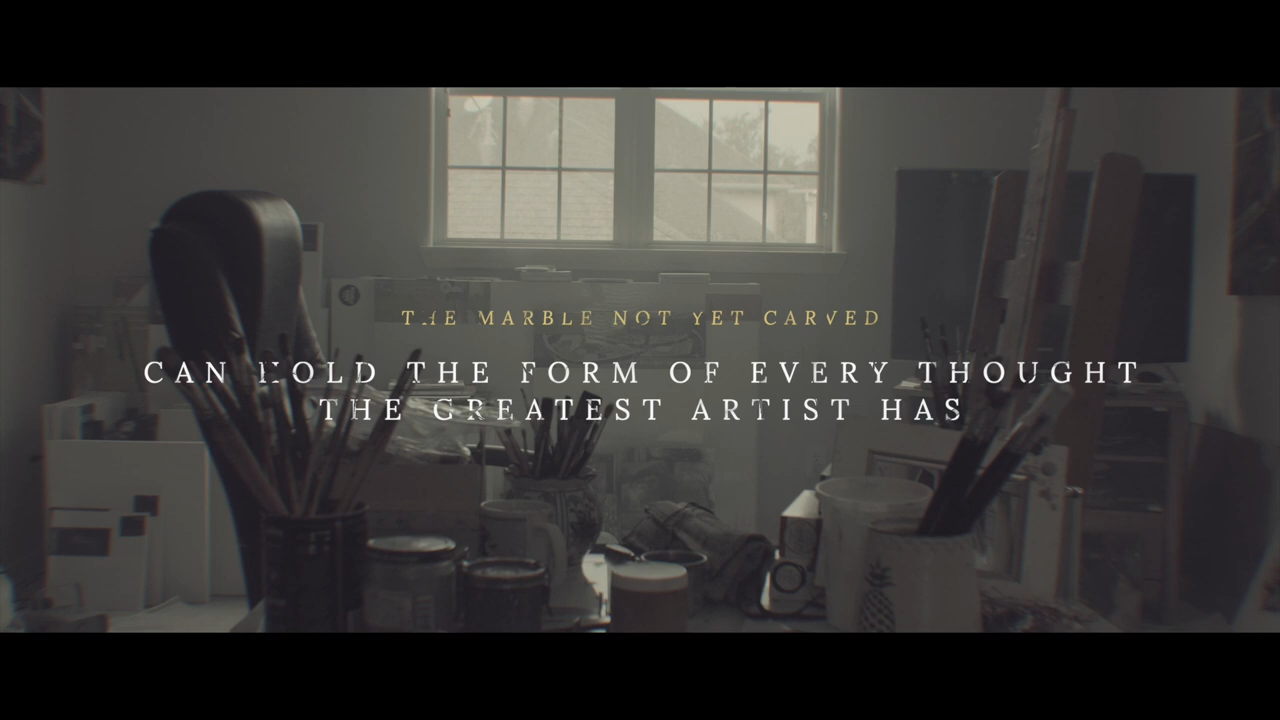 THE MARBLE NOT YET CARVED
CAN HOLD THE FORM OF EVERY THOUGHT
THE GREATEST ARTIST HAS